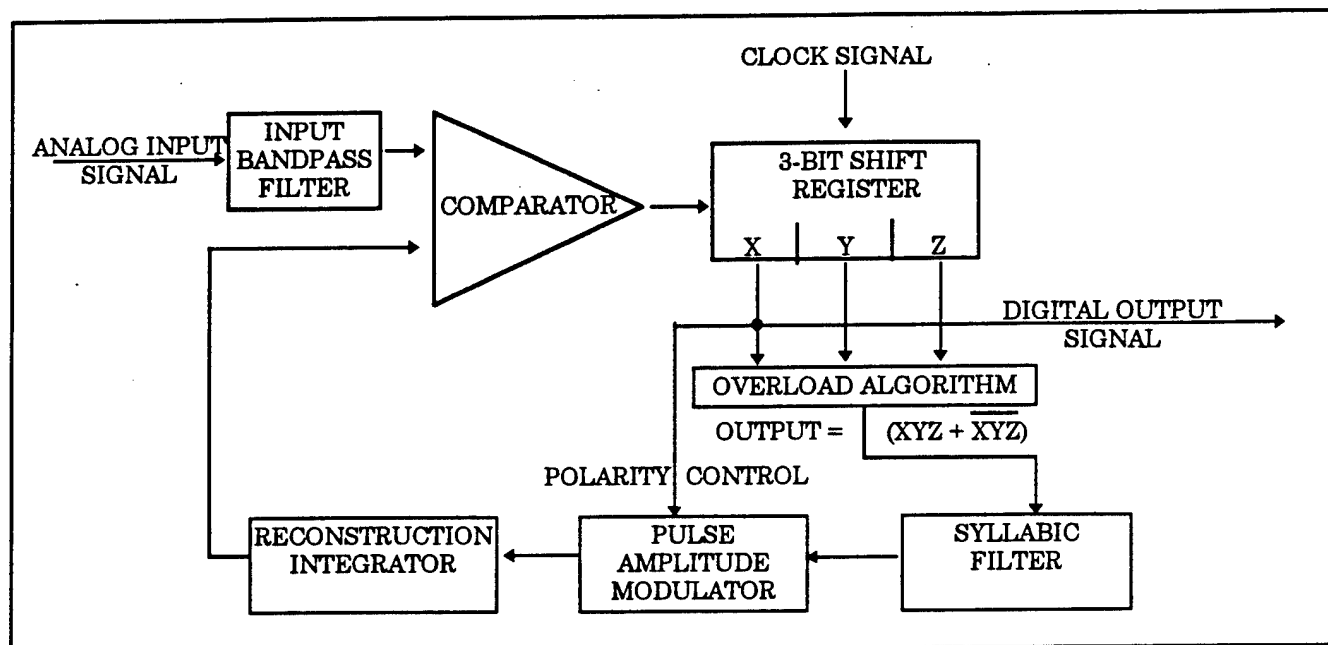 CLOCK SIGNAL
ANALOG INPUT
SIGNAL
INPUT
BANDPASS
FILTER
COMPARATOR
3-BIT SHIFT
REGISTER
X Y Z
DIGITAL OUTPUT
SIGNAL
OVERLOAD ALGORITHM
OUTPUT = (XYZ + X̅Y̅Z̅)
POLARITY CONTROL
RECONSTRUCTION
INTEGRATOR
PULSE
AMPLITUDE
MODULATOR
SYLLABIC
FILTER